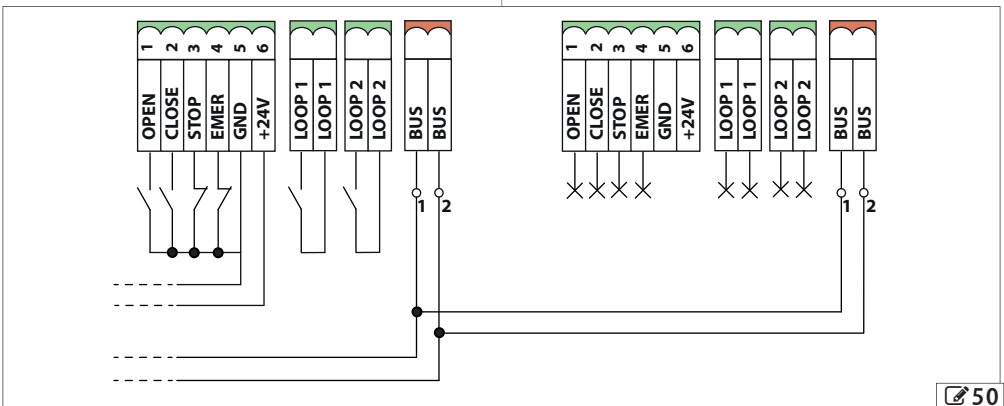 1 2 3 4 5 6
OPEN CLOSE STOP EMER GND +24V
LOOP 1 LOOP 1
LOOP 2 LOOP 2
BUS BUS
1 2
1 2 3 4 5 6
OPEN CLOSE STOP EMER GND +24V
LOOP 1 LOOP 1
LOOP 2 LOOP 2
BUS BUS
1 2
50